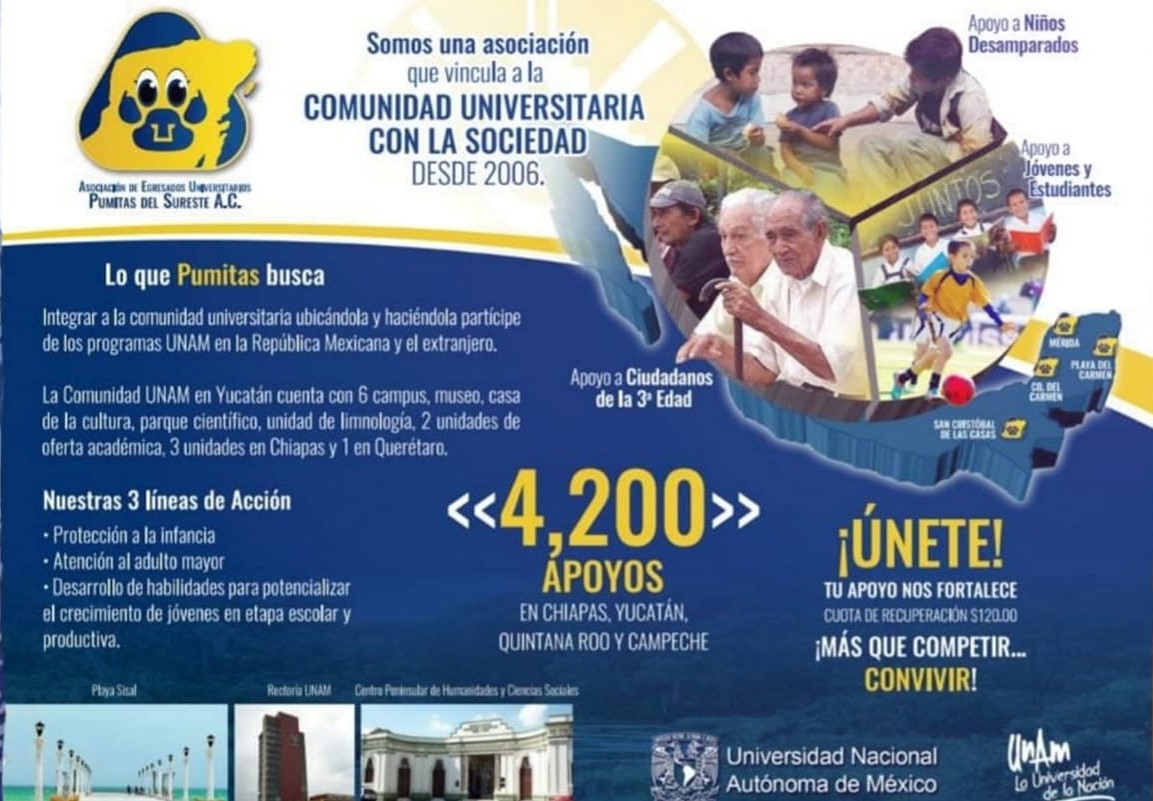 Asociación de Egresados Universitarios
Pumitas del Sureste A.C.
Somos una asociación
que vincula a la
COMUNIDAD UNIVERSITARIA
CON LA SOCIEDAD
DESDE 2006.
Apoyo a Niños
Desamparados
Apoyo a
Jóvenes y
Estudiantes
JUNTOS
Apoyo a Ciudadanos
de la 3ª Edad
MÉRIDA
PLAYA DEL
CARMEN
CD. DEL
CARMEN
SAN CRISTÓBAL
DE LAS CASAS
Lo que Pumitas busca
Integrar a la comunidad universitaria ubicándola y haciéndola partícipe
de los programas UNAM en la República Mexicana y el extranjero.
La Comunidad UNAM en Yucatán cuenta con 6 campus, museo, casa
de la cultura, parque científico, unidad de limnología, 2 unidades de
oferta académica, 3 unidades en Chiapas y 1 en Querétaro.
Nuestras 3 líneas de Acción
• Protección a la infancia
• Atención al adulto mayor
• Desarrollo de habilidades para potencializar
el crecimiento de jóvenes en etapa escolar y
productiva.
<<4,200>>
APOYOS
EN CHIAPAS, YUCATÁN,
QUINTANA ROO Y CAMPECHE
¡ÚNETE!
TU APOYO NOS FORTALECE
CUOTA DE RECUPERACIÓN $120.00
¡MÁS QUE COMPETIR...
CONVIVIR!
Playa Sisal
Rectoría UNAM
Centro Peninsular de Humanidades y Ciencias Sociales
Universidad Nacional
Autónoma de México
UnAm
La Universidad
de la Nación